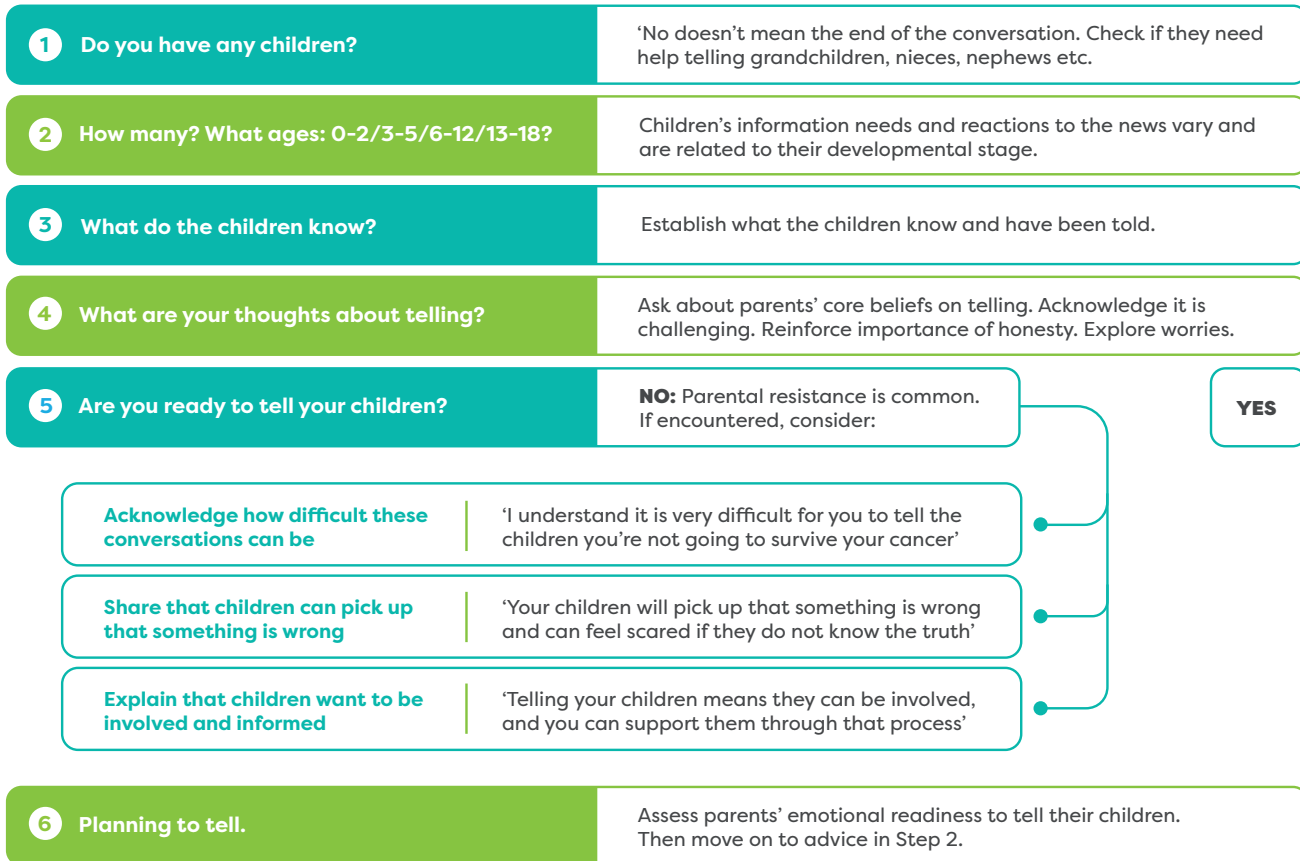 1 Do you have any children?
‘No doesn’t mean the end of the conversation. Check if they need
help telling grandchildren, nieces, nephews etc.
2 How many? What ages: 0-2/3-5/6-12/13-18?
Children’s information needs and reactions to the news vary and
are related to their developmental stage.
3 What do the children know?
Establish what the children know and have been told.
4 What are your thoughts about telling?
Ask about parents’ core beliefs on telling. Acknowledge it is
challenging. Reinforce importance of honesty. Explore worries.
5 Are you ready to tell your children?
NO: Parental resistance is common.
If encountered, consider:
YES
Acknowledge how difficult these
conversations can be
‘I understand it is very difficult for you to tell the
children you’re not going to survive your cancer’
Share that children can pick up
that something is wrong
‘Your children will pick up that something is wrong
and can feel scared if they do not know the truth’
Explain that children want to be
involved and informed
‘Telling your children means they can be involved,
and you can support them through that process’
6 Planning to tell.
Assess parents’ emotional readiness to tell their children.
Then move on to advice in Step 2.